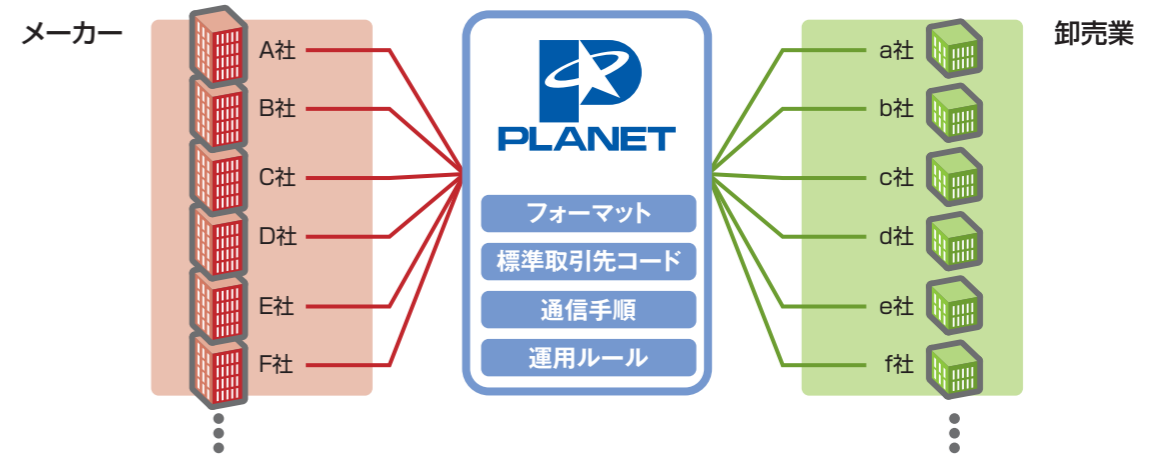 メーカー
A社
B社
C社
D社
E社
F社
PLANET
フォーマット
標準取引先コード
通信手順
運用ルール
卸売業
a社
b社
c社
d社
e社
f社